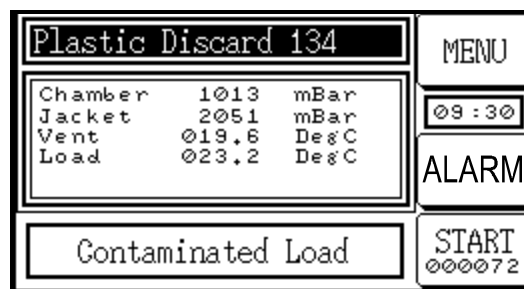 Plastic Discard 134
MENU
Chamber 1013 mBar
Jacket 2051 mBar
Vent 019.6 DegC
Load 023.2 DegC
09:30
ALARM
Contaminated Load
START
000072